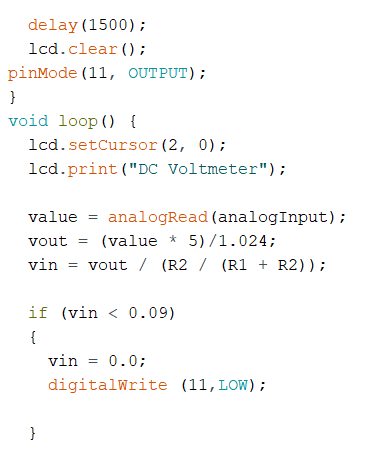 delay(1500);
lcd.clear();
pinMode(11, OUTPUT);
}
void loop() {
lcd.setCursor(2, 0);
lcd.print("DC Voltmeter");
value = analogRead(analogInput);
vout = (value * 5)/1.024;
vin = vout / (R2 / (R1 + R2));
if (vin < 0.09)
{
vin = 0.0;
digitalWrite (11,LOW);
}